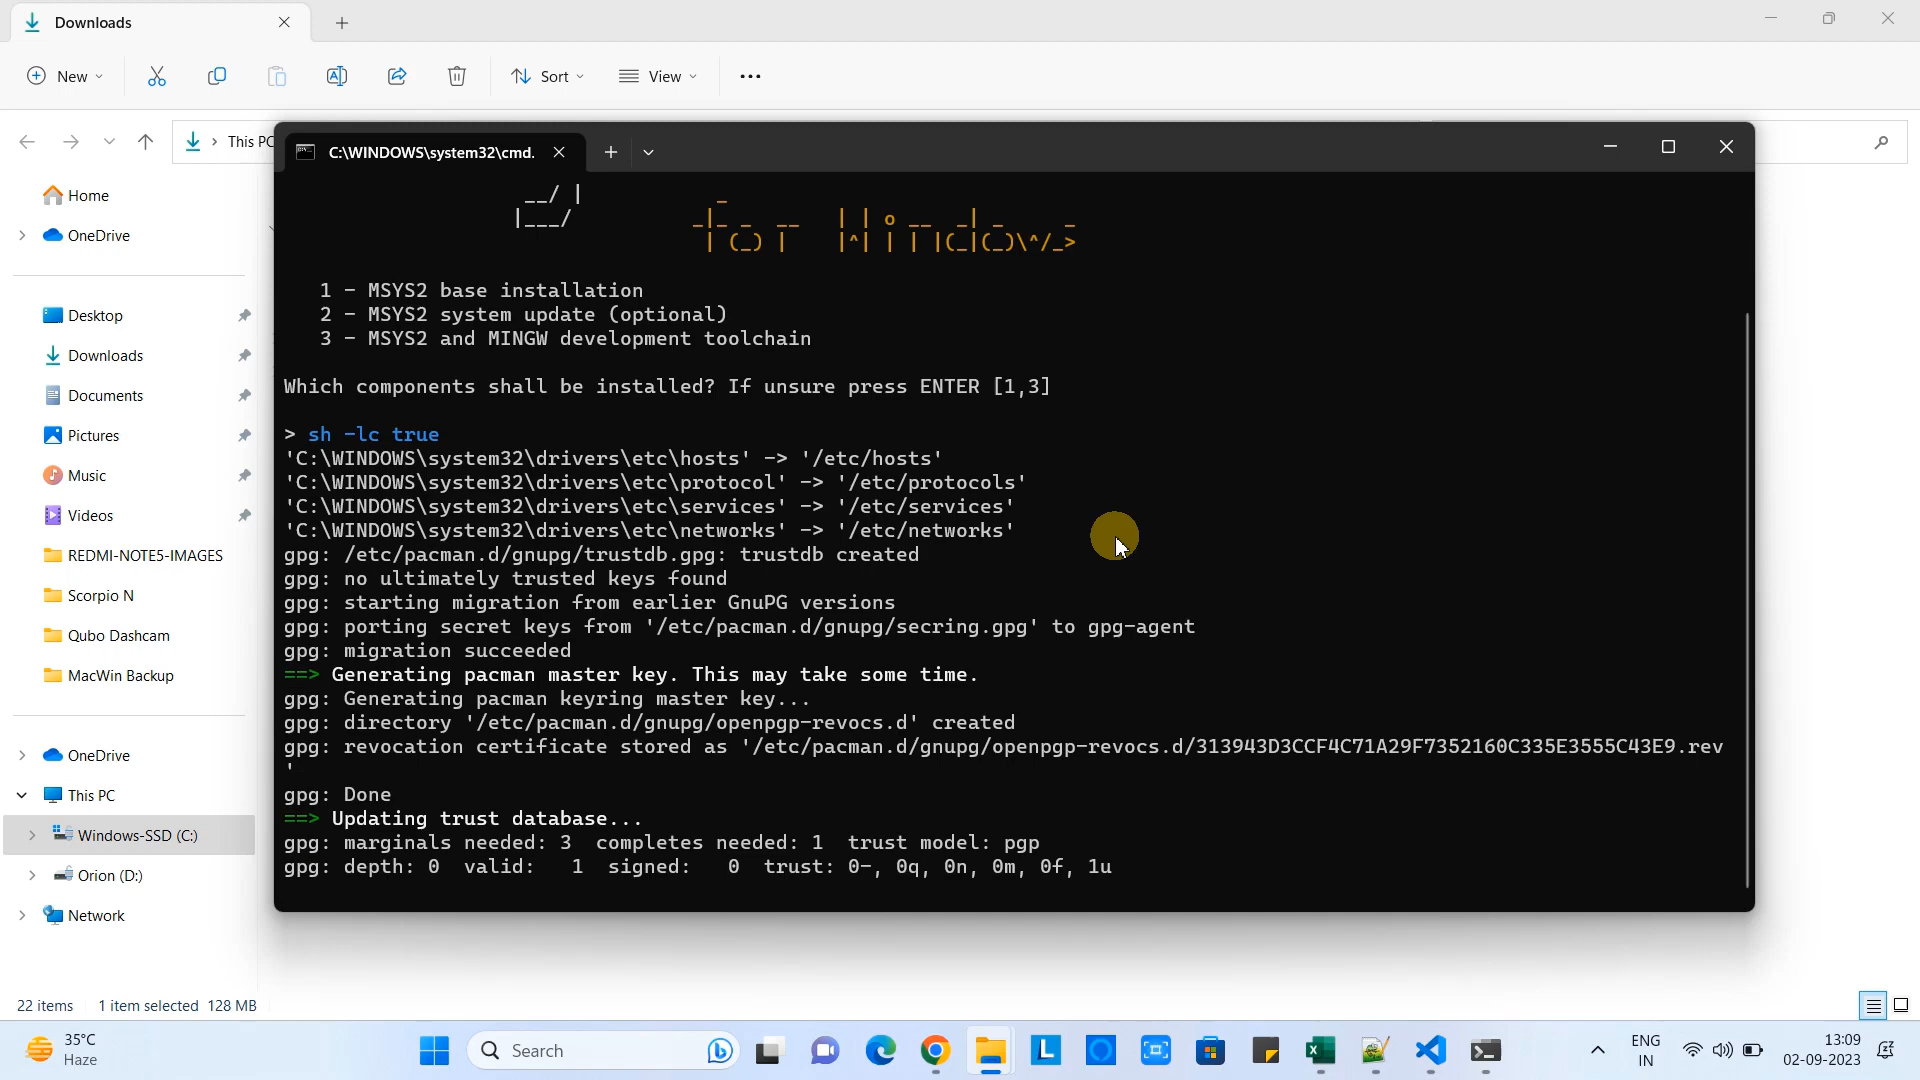 Downloads
New
Sort
View
This PC
C:\WINDOWS\system32\cmd.
Home
OneDrive
Desktop
Downloads
Documents
Pictures
Music
Videos
REDMI-NOTE5-IMAGES
Scorpio N
Qubo Dashcam
MacWin Backup
OneDrive
This PC
Windows-SSD (C:)
Orion (D:)
Network
for Windows
1 - MSYS2 base installation
2 - MSYS2 system update (optional)
3 - MSYS2 and MINGW development toolchain
Which components shall be installed? If unsure press ENTER [1,3]
> sh -lc true
'C:\WINDOWS\system32\drivers\etc\hosts' -> '/etc/hosts'
'C:\WINDOWS\system32\drivers\etc\protocol' -> '/etc/protocols'
'C:\WINDOWS\system32\drivers\etc\services' -> '/etc/services'
'C:\WINDOWS\system32\drivers\etc\networks' -> '/etc/networks'
gpg: /etc/pacman.d/gnupg/trustdb.gpg: trustdb created
gpg: no ultimately trusted keys found
gpg: starting migration from earlier GnuPG versions
gpg: porting secret keys from '/etc/pacman.d/gnupg/secring.gpg' to gpg-agent
gpg: migration succeeded
==> Generating pacman master key. This may take some time.
gpg: Generating pacman keyring master key...
gpg: directory '/etc/pacman.d/gnupg/openpgp-revocs.d' created
gpg: revocation certificate stored as '/etc/pacman.d/gnupg/openpgp-revocs.d/313943D3CCF4C71A29F7352160C335E3555C43E9.rev
'
gpg: Done
==> Updating trust database...
gpg: marginals needed: 3  completes needed: 1  trust model: pgp
gpg: depth: 0  valid:   1  signed:   0  trust: 0-, 0q, 0n, 0m, 0f, 1u
22 items
1 item selected 128 MB
35°C
Haze
Search
ENG
IN
13:09
02-09-2023